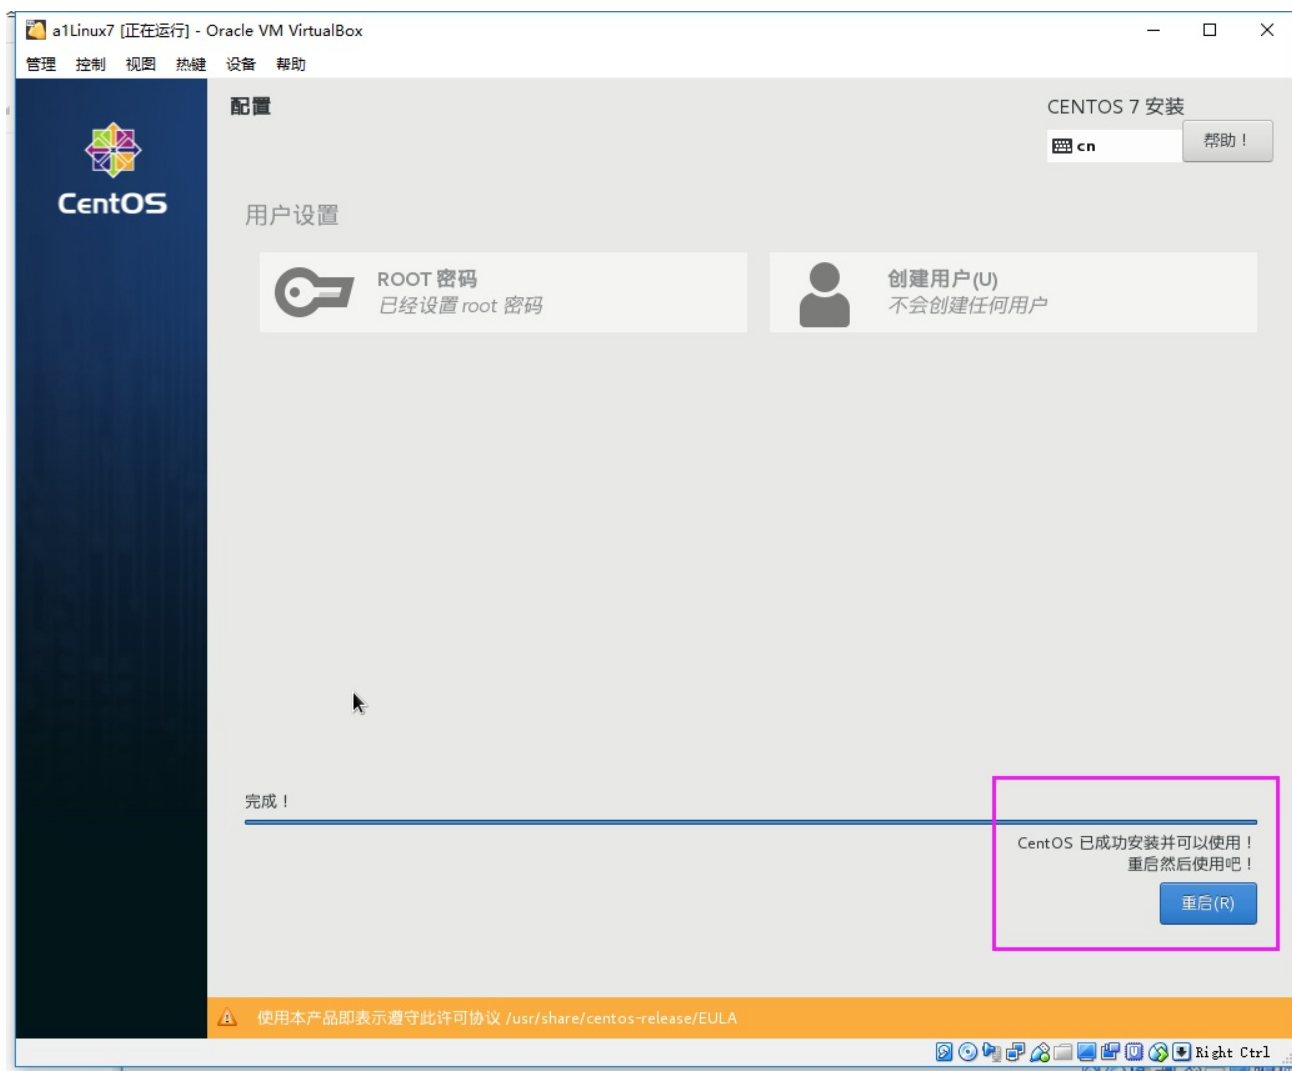 a1Linux7 [正在运行] - Oracle VM VirtualBox
管理 控制 视图 热键 设备 帮助
配置
CENTOS 7 安装
cn
帮助！
CentOS
用户设置
ROOT 密码
已经设置 root 密码
创建用户(U)
不会创建任何用户
完成！
CentOS 已成功安装并可以使用！
重启然后使用吧！
重启(R)
使用本产品即表示遵守此许可协议 /usr/share/centos-release/EULA
Right Ctrl